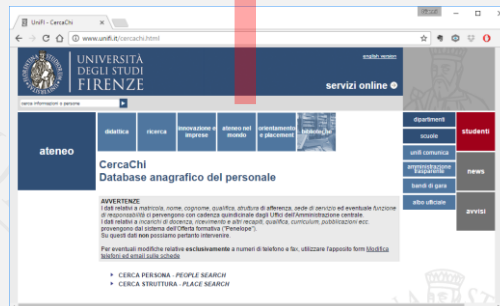 Unifi - CercaChi
www.unifi.it/cercachi.html
english version
UNIVERSITÀ
DEGLI STUDI
FIRENZE
servizi online
cerca informazioni o persone
ateneo
didattica
ricerca
innovazione e
imprese
ateneo nel
mondo
orientamento
e placement
biblioteche
dipartimenti
scuole
unifi comunica
amministrazione
trasparente
bandi di gara
albo ufficiale
studenti
news
avvisi
CercaChi
Database anagrafico del personale
AVVERTENZE
I dati relativi a matricola, nome, cognome, qualifica, struttura di afferenza, sede di servizio ed eventuale funzione
di responsabilità ci pervengono con cadenza quindicinale dagli Uffici dell'Amministrazione centrale.
I dati relativi a incarichi di docenza, ricevimento e altri recapiti, qualifica, curriculum, pubblicazioni ecc.
provengono dal sistema dell'Offerta formativa ("Penelope").
Su questi dati non possiamo pertanto intervenire.
Per eventuali modifiche relative esclusivamente a numeri di telefono e fax, utilizzare l'apposito form Modifica
telefoni ed email sulle schede
CERCA PERSONA - PEOPLE SEARCH
CERCA STRUTTURA - PLACE SEARCH